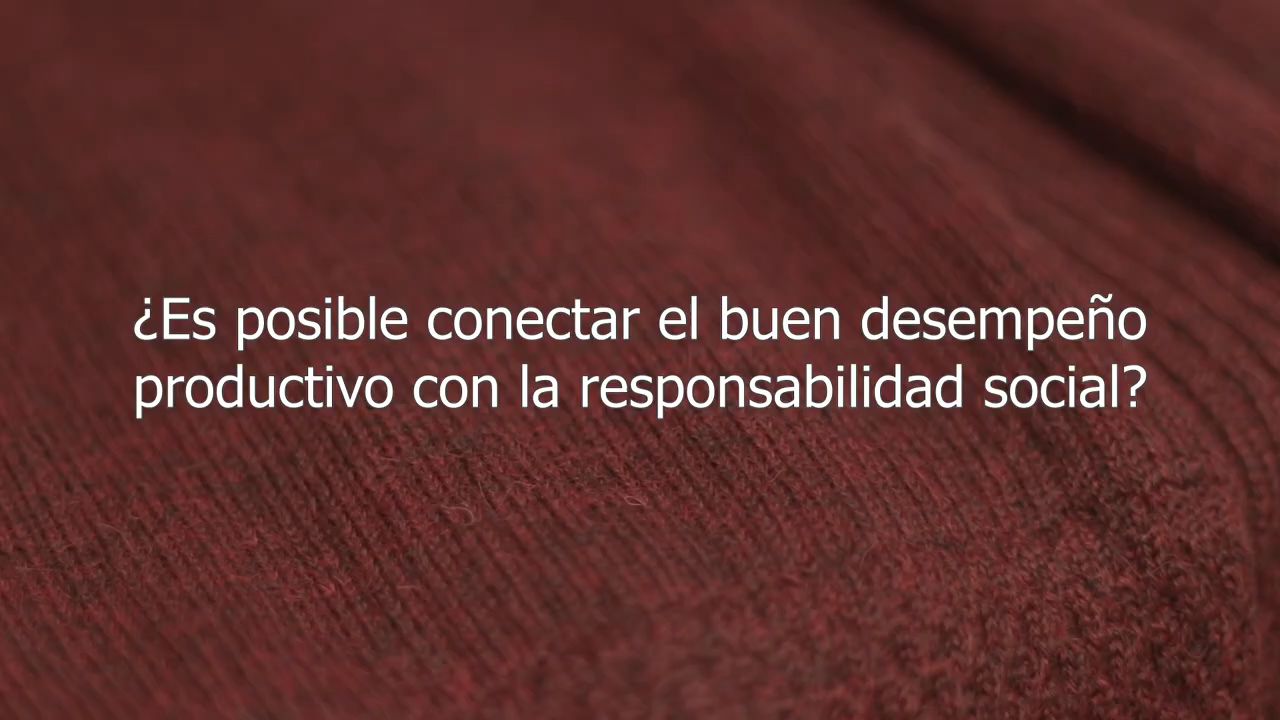 ¿Es posible conectar el buen desempeño
productivo con la responsabilidad social?